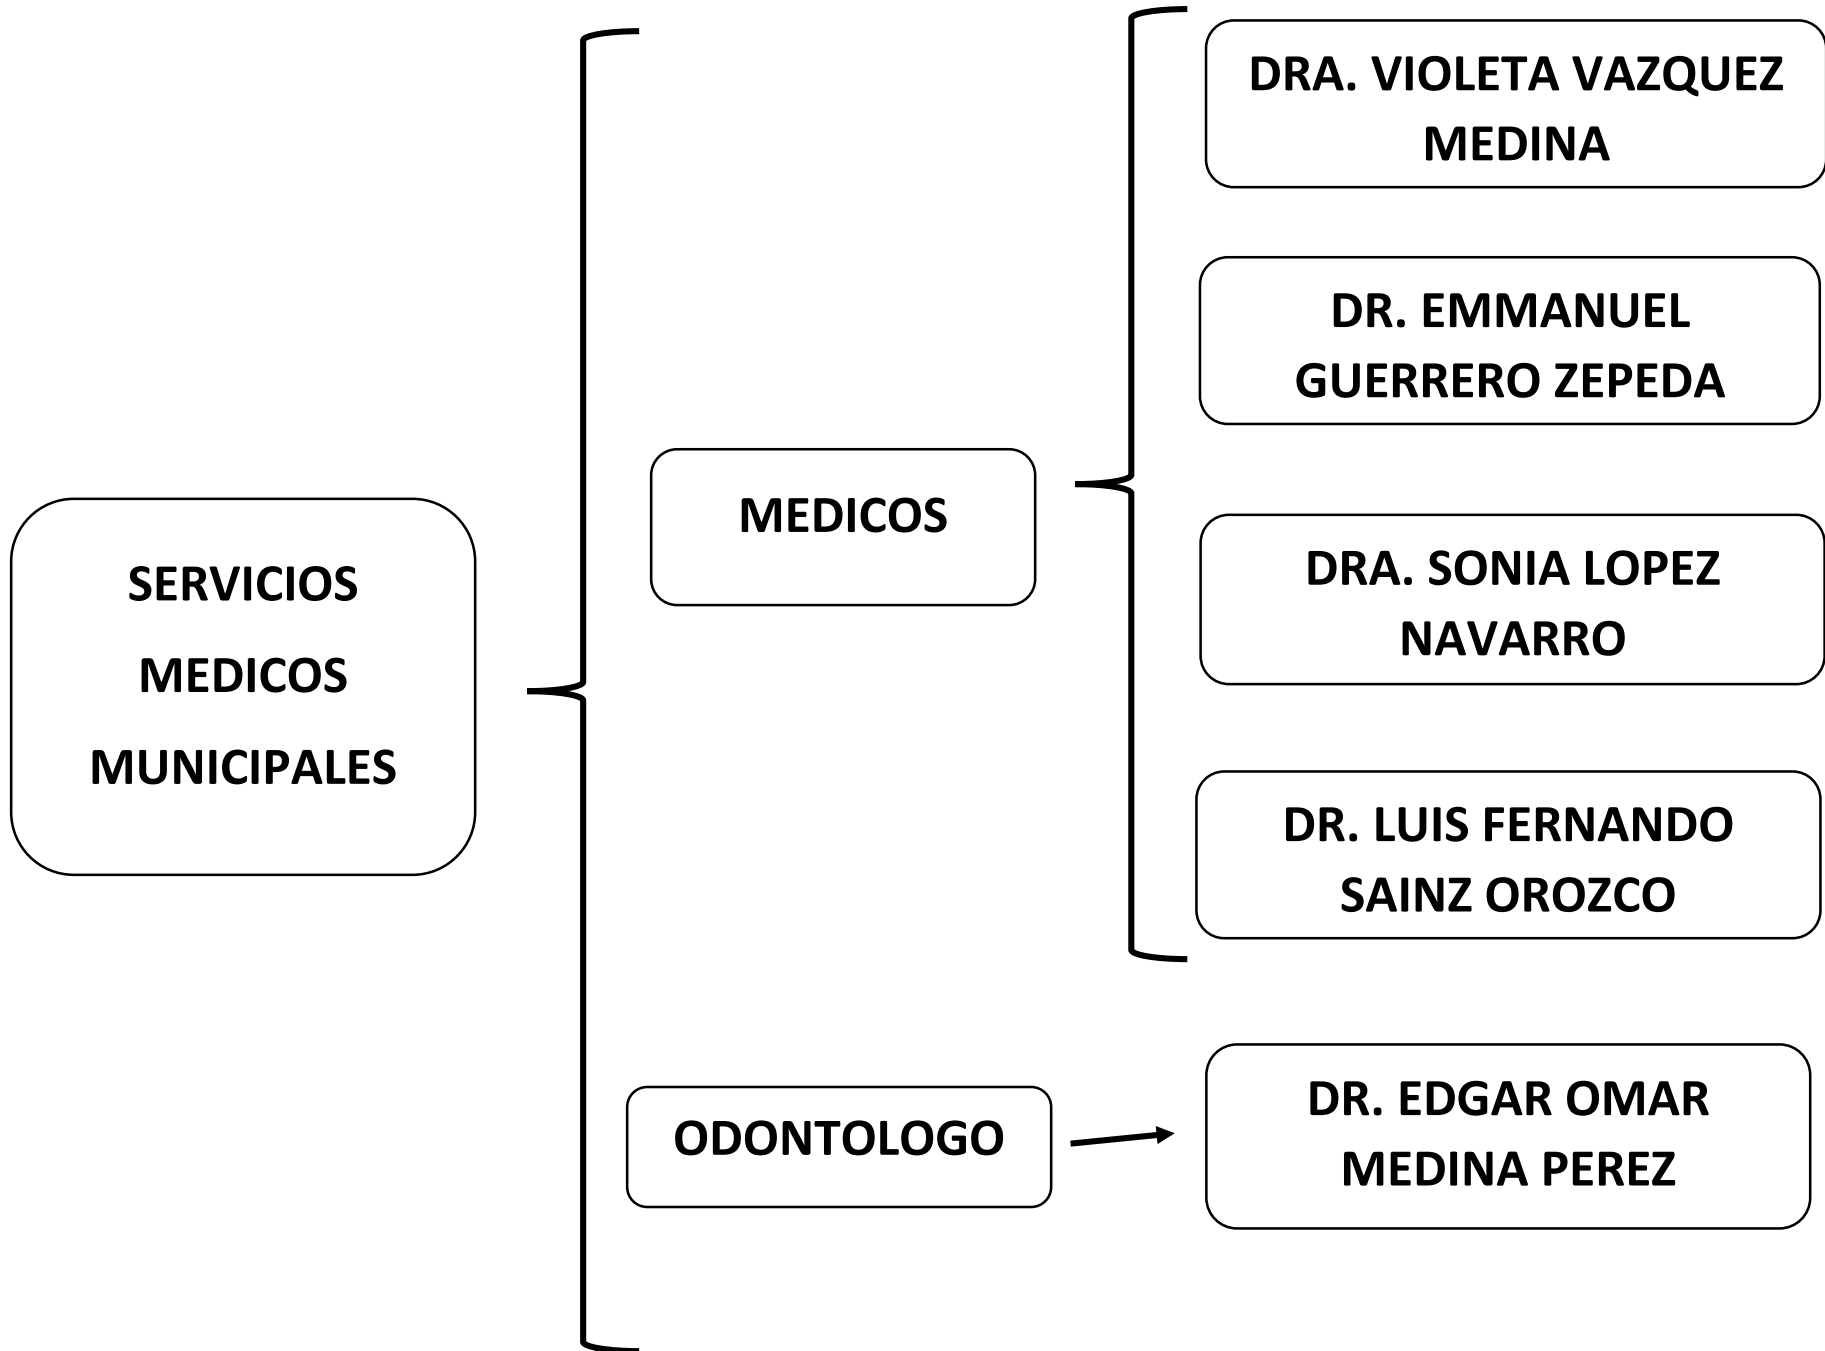 SERVICIOS
MEDICOS
MUNICIPALES
MEDICOS
DRA. VIOLETA VAZQUEZ
MEDINA
DR. EMMANUEL
GUERRERO ZEPEDA
DRA. SONIA LOPEZ
NAVARRO
DR. LUIS FERNANDO
SAINZ OROZCO
ODONTOLOGO
DR. EDGAR OMAR
MEDINA PEREZ